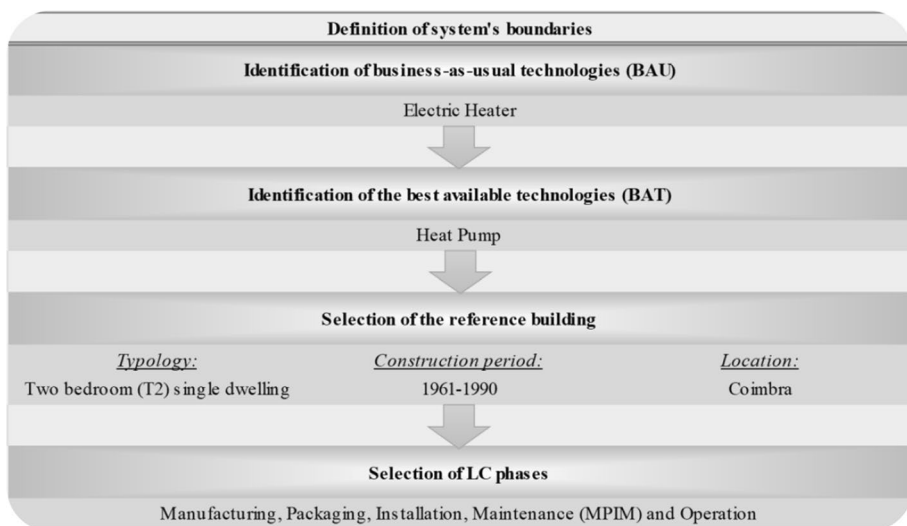 Definition of system's boundaries
Identification of business-as-usual technologies (BAU)
Electric Heater
Identification of the best available technologies (BAT)
Heat Pump
Selection of the reference building
Typology: Construction period: Location:
Two bedroom (T2) single dwelling 1961-1990 Coimbra
Selection of LC phases
Manufacturing, Packaging, Installation, Maintenance (MPIM) and Operation